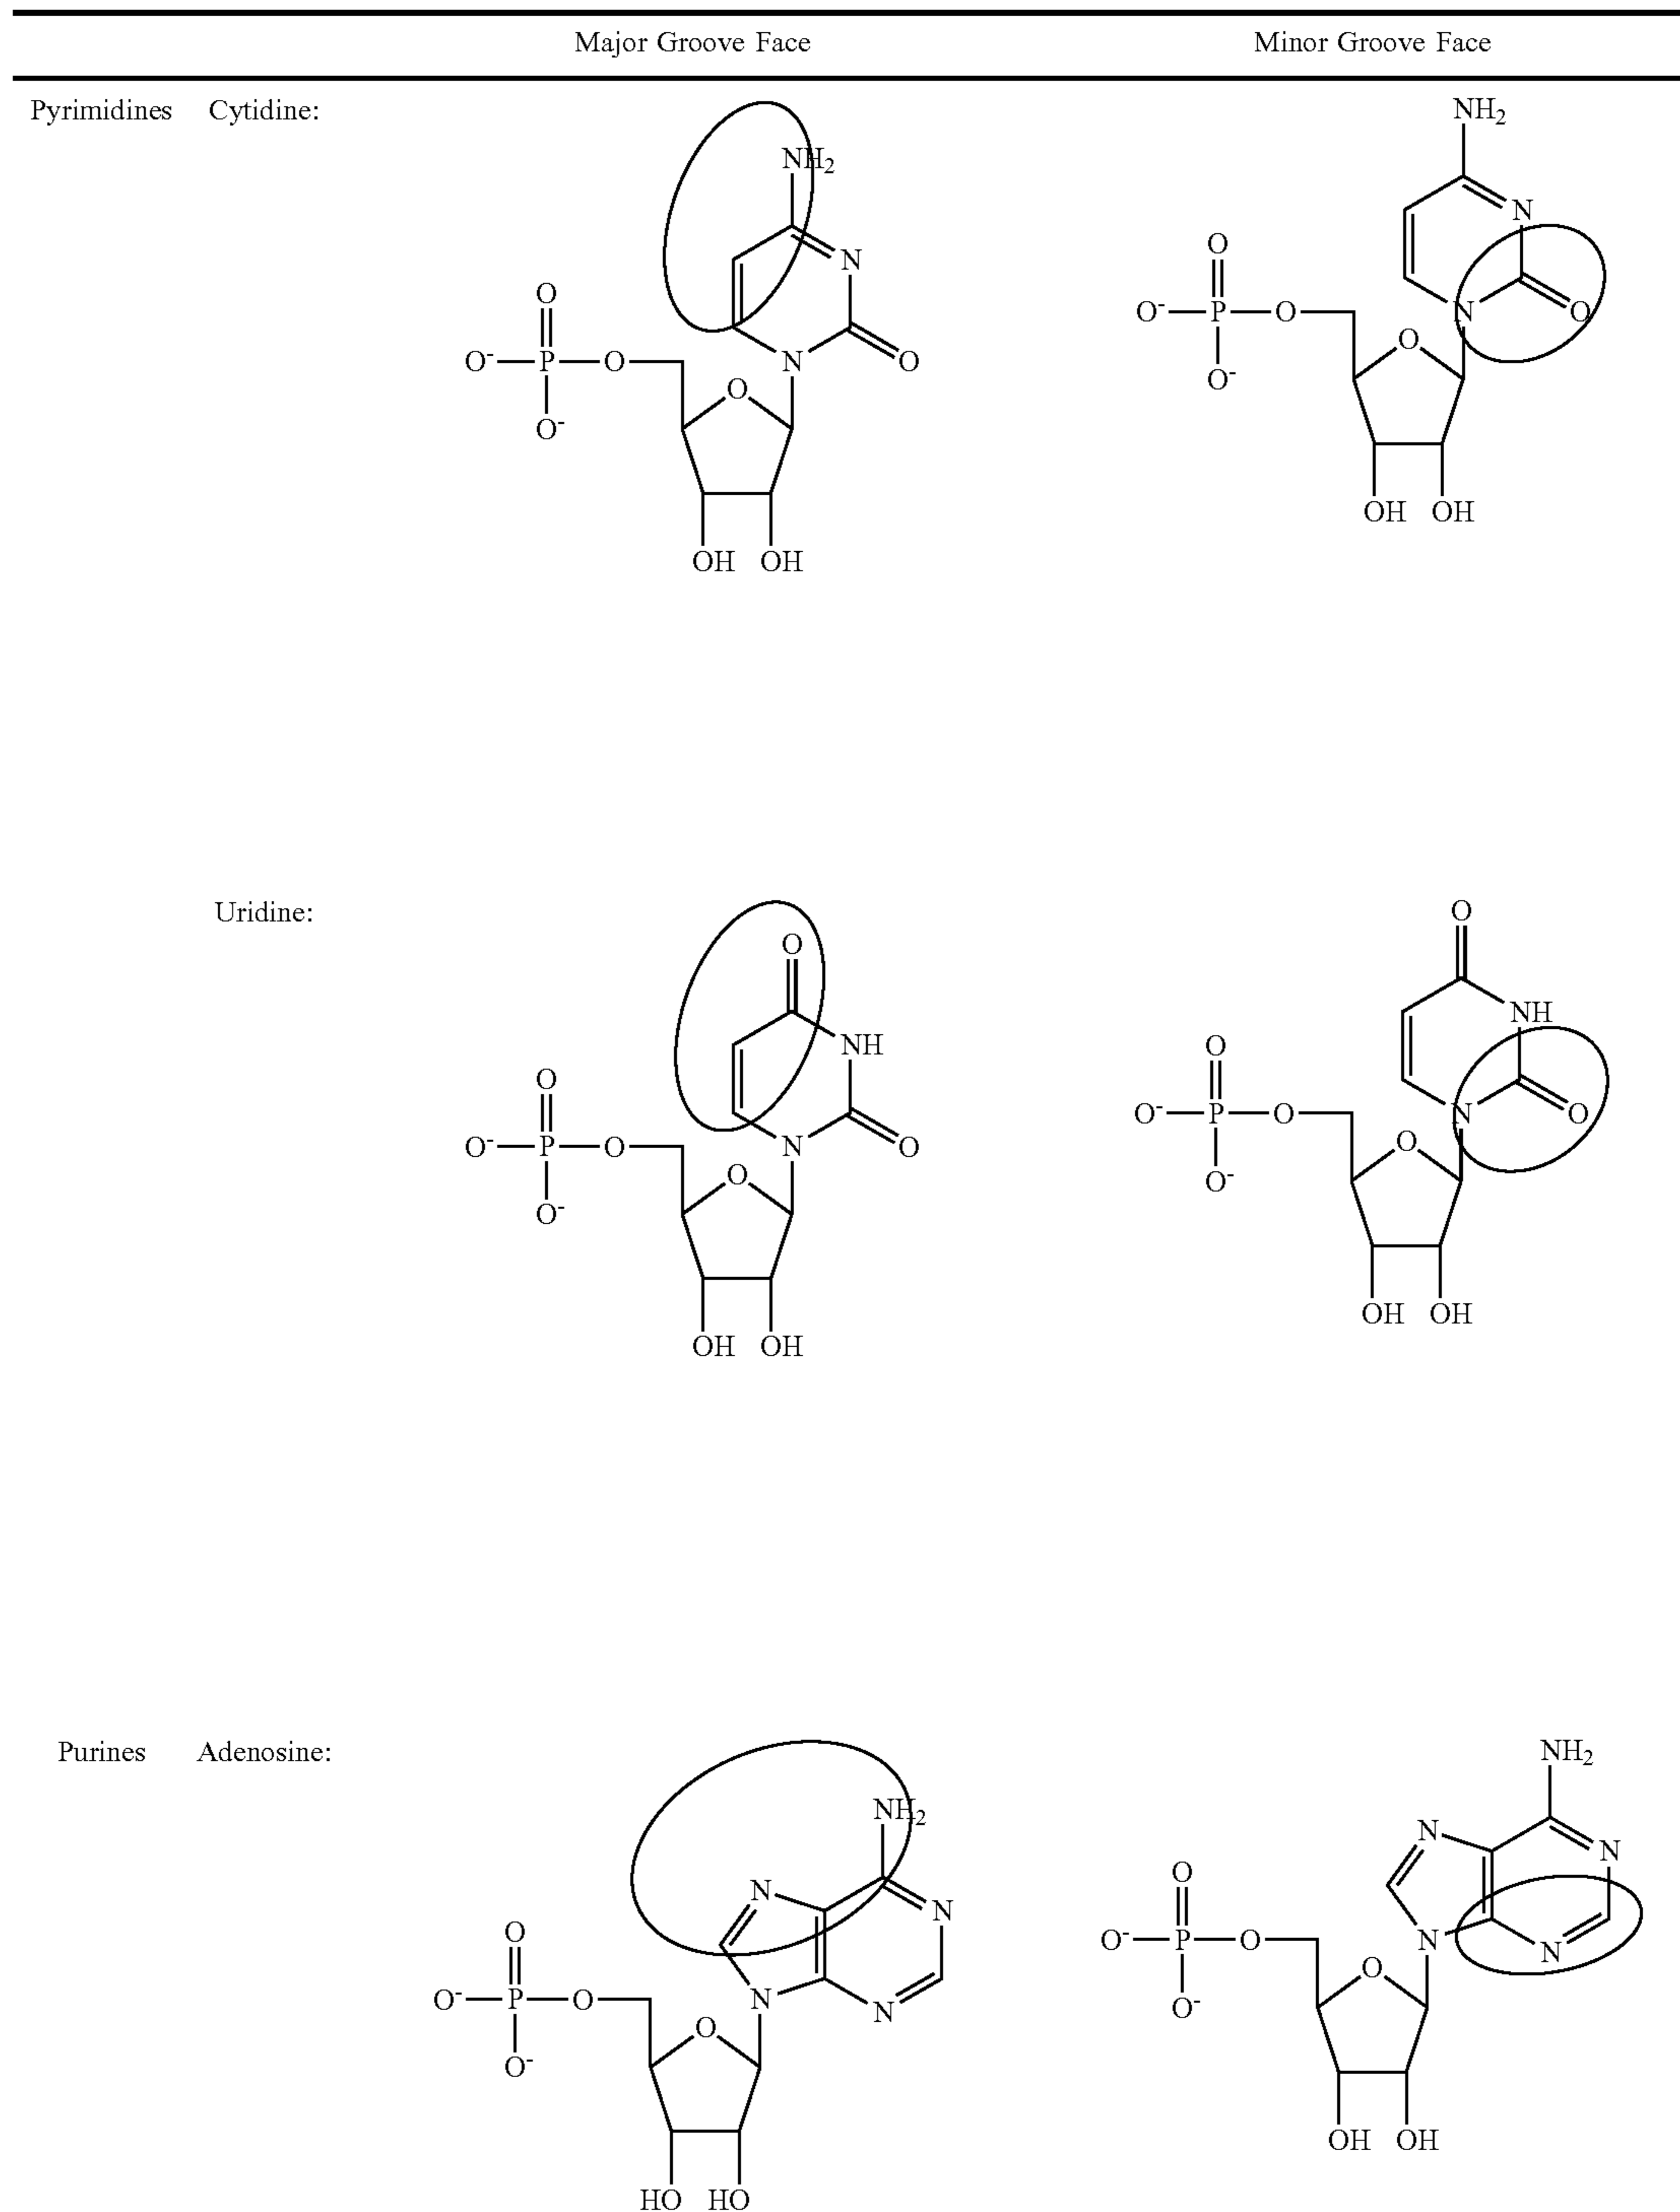 Major Groove Face Minor Groove Face
Pyrimidines Cytidine:
NH2
N
O
N
O
O
P
O-
O-
O
OH OH
NH2
N
O
N
O
O
P
O-
O-
O
OH OH
Uridine:
O
NH
O
N
O
O
P
O-
O-
O
OH OH
O
NH
O
N
O
O
P
O-
O-
O
OH OH
Purines Adenosine:
NH2
N
N
N
N
O
O
P
O-
O-
O
HO HO
NH2
N
N
N
N
O
O
P
O-
O-
O
OH OH